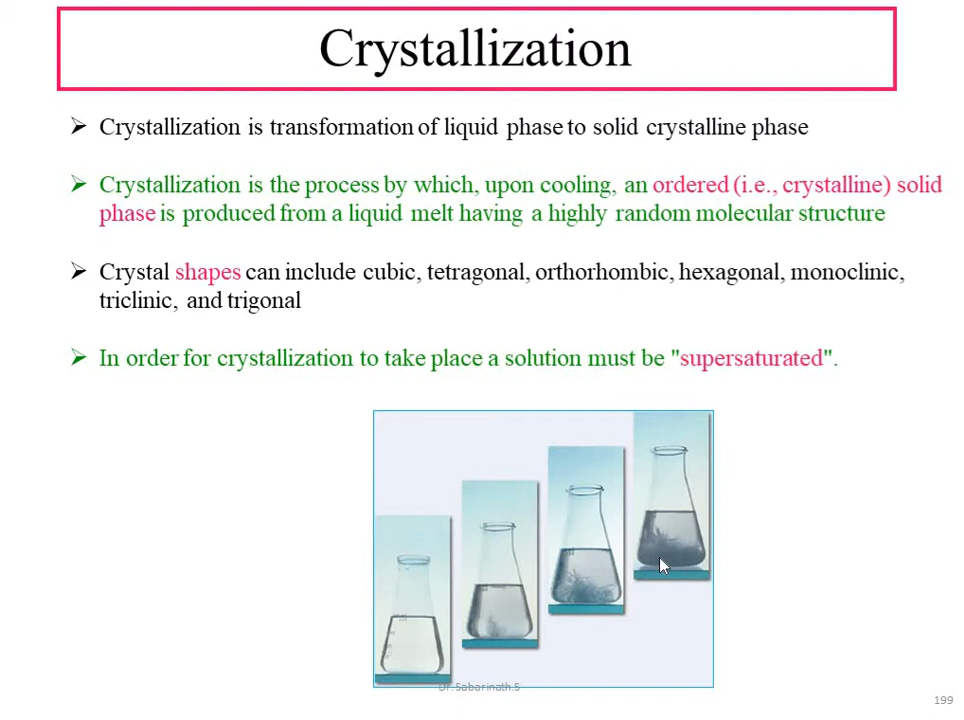 Crystallization
➢ Crystallization is transformation of liquid phase to solid crystalline phase
➢ Crystallization is the process by which, upon cooling, an ordered (i.e., crystalline) solid
phase is produced from a liquid melt having a highly random molecular structure
➢ Crystal shapes can include cubic, tetragonal, orthorhombic, hexagonal, monoclinic,
triclinic, and trigonal
➢ In order for crystallization to take place a solution must be "supersaturated".
Dr. Sabarinath.S
199